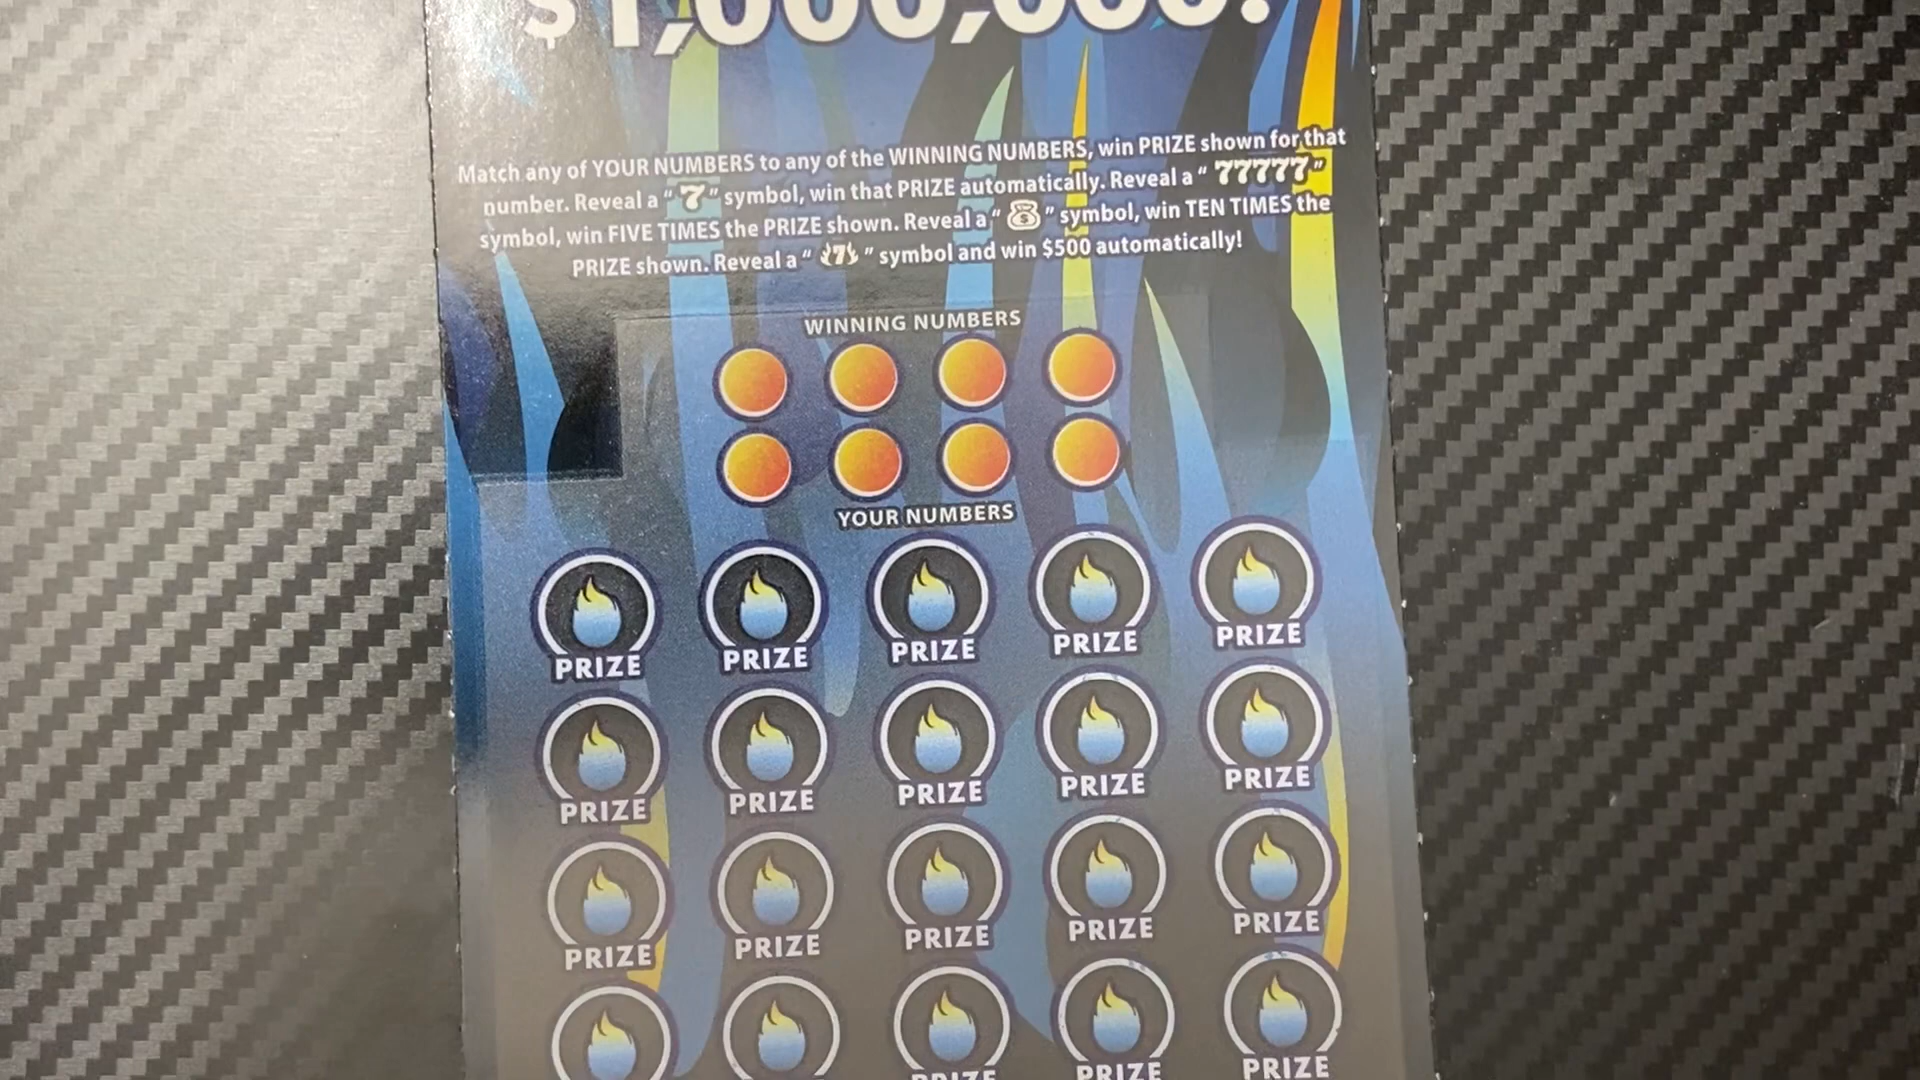 $1,000,000!
Match any of YOUR NUMBERS to any of the WINNING NUMBERS, win PRIZE shown for that
number. Reveal a "7" symbol, win that PRIZE automatically. Reveal a "77777"
symbol, win FIVE TIMES the PRIZE shown. Reveal a " " symbol, win TEN TIMES the
PRIZE shown. Reveal a "7" symbol and win $500 automatically!
WINNING NUMBERS
YOUR NUMBERS
PRIZE PRIZE PRIZE PRIZE PRIZE
PRIZE PRIZE PRIZE PRIZE PRIZE
PRIZE PRIZE PRIZE PRIZE PRIZE
PRIZE PRIZE PRIZE